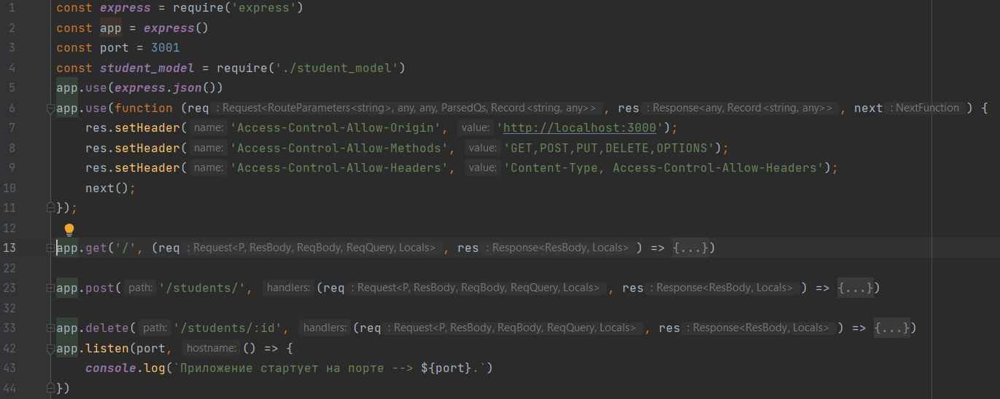 1 const express = require('express')
2 const app = express()
3 const port = 3001
4 const student_model = require('./student_model')
5 app.use(express.json())
6 app.use(function (req : Request<RouteParameters<string>, any, any, ParsedQs, Record<string, any>> , res : Response<any, Record<string, any>> , next : NextFunction ) {
7 res.setHeader( name: 'Access-Control-Allow-Origin', value: 'http://localhost:3000');
8 res.setHeader( name: 'Access-Control-Allow-Methods', value: 'GET,POST,PUT,DELETE,OPTIONS');
9 res.setHeader( name: 'Access-Control-Allow-Headers', value: 'Content-Type, Access-Control-Allow-Headers');
10 next();
11 });
12
13 app.get('/', (req : Request<P, ResBody, ReqBody, ReqQuery, Locals> , res : Response<ResBody, Locals> ) => {...})
22
23 app.post( path: '/students/', handlers: (req : Request<P, ResBody, ReqBody, ReqQuery, Locals> , res : Response<ResBody, Locals> ) => {...})
32
33 app.delete( path: '/students/:id', handlers: (req : Request<P, ResBody, ReqBody, ReqQuery, Locals> , res : Response<ResBody, Locals> ) => {...})
42 app.listen(port, hostname: () => {
43 console.log(`Приложение стартует на порте --> ${port}.`)
44 })